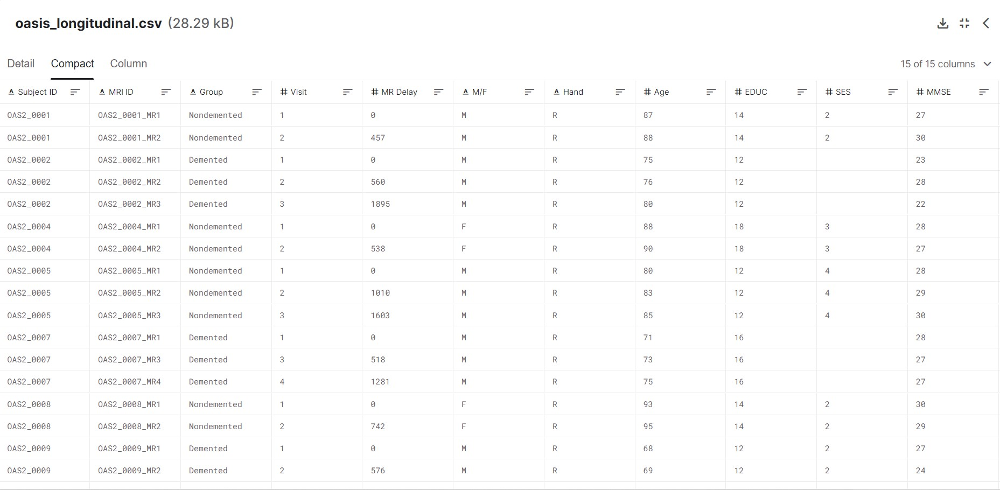 oasis_longitudinal.csv (28.29 kB)
Detail Compact Column 15 of 15 columns
A Subject ID A MRI ID A Group # Visit # MR Delay A M/F A Hand # Age # EDUC # SES # MMSE
OAS2_0001 OAS2_0001_MR1 Nondemented 1 0 M R 87 14 2 27
OAS2_0001 OAS2_0001_MR2 Nondemented 2 457 M R 88 14 2 30
OAS2_0002 OAS2_0002_MR1 Demented 1 0 M R 75 12 23
OAS2_0002 OAS2_0002_MR2 Demented 2 560 M R 76 12 28
OAS2_0002 OAS2_0002_MR3 Demented 3 1895 M R 80 12 22
OAS2_0004 OAS2_0004_MR1 Nondemented 1 0 F R 88 18 3 28
OAS2_0004 OAS2_0004_MR2 Nondemented 2 538 F R 90 18 3 27
OAS2_0005 OAS2_0005_MR1 Nondemented 1 0 M R 80 12 4 28
OAS2_0005 OAS2_0005_MR2 Nondemented 2 1010 M R 83 12 4 29
OAS2_0005 OAS2_0005_MR3 Nondemented 3 1603 M R 85 12 4 30
OAS2_0007 OAS2_0007_MR1 Demented 1 0 M R 71 16 28
OAS2_0007 OAS2_0007_MR3 Demented 3 518 M R 73 16 27
OAS2_0007 OAS2_0007_MR4 Demented 4 1281 M R 75 16 27
OAS2_0008 OAS2_0008_MR1 Nondemented 1 0 F R 93 14 2 30
OAS2_0008 OAS2_0008_MR2 Nondemented 2 742 F R 95 14 2 29
OAS2_0009 OAS2_0009_MR1 Demented 1 0 M R 68 12 2 27
OAS2_0009 OAS2_0009_MR2 Demented 2 576 M R 69 12 2 24